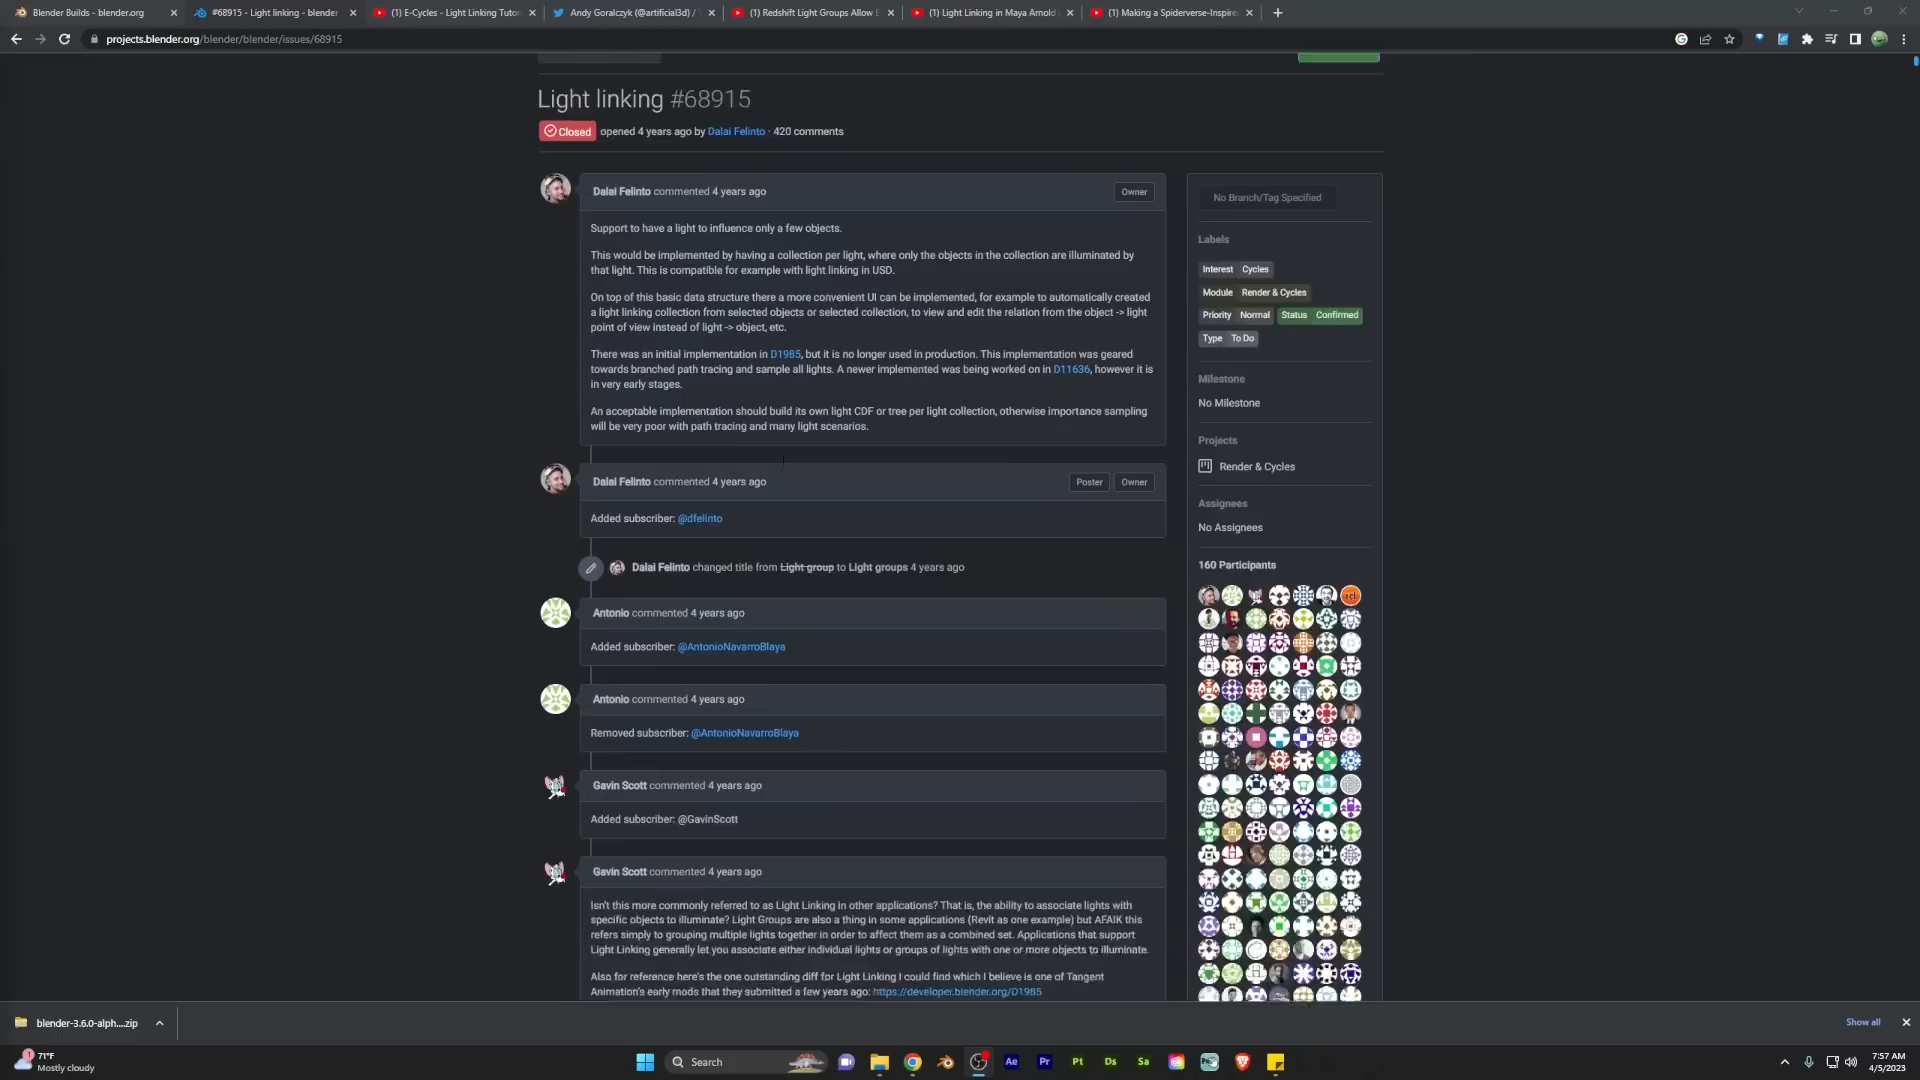 Blender Builds - blender.org
#68915 - Light linking - blender
(1) E-Cycles - Light Linking Tutor
Andy Goralczyk (@artificial3d) / T
(1) Redshift Light Groups Allow E
(1) Light Linking in Maya Arnold
(1) Making a Spiderverse-Inspire
projects.blender.org/blender/blender/issues/68915
Light linking #68915
Closed opened 4 years ago by Dalai Felinto · 420 comments
Dalai Felinto commented 4 years ago
Owner
Support to have a light to influence only a few objects.
This would be implemented by having a collection per light, where only the objects in the collection are illuminated by
that light. This is compatible for example with light linking in USD.
On top of this basic data structure there a more convenient UI can be implemented, for example to automatically created
a light linking collection from selected objects or selected collection, to view and edit the relation from the object -> light
point of view instead of light -> object, etc.
There was an initial implementation in D1985, but it is no longer used in production. This implementation was geared
towards branched path tracing and sample all lights. A newer implemented was being worked on in D11636, however it is
in very early stages.
An acceptable implementation should build its own light CDF or tree per light collection, otherwise importance sampling
will be very poor with path tracing and many light scenarios.
Dalai Felinto commented 4 years ago
Poster Owner
Added subscriber: @dfelinto
Dalai Felinto changed title from Light group to Light groups 4 years ago
Antonio commented 4 years ago
Added subscriber: @AntonioNavarroBlaya
Antonio commented 4 years ago
Removed subscriber: @AntonioNavarroBlaya
Gavin Scott commented 4 years ago
Added subscriber: @GavinScott
Gavin Scott commented 4 years ago
Isn't this more commonly referred to as Light Linking in other applications? That is, the ability to associate lights with
specific objects to illuminate? Light Groups are also a thing in some applications (Revit as one example) but AFAIK this
refers simply to grouping multiple lights together in order to affect them as a combined set. Applications that support
Light Linking generally let you associate either individual lights or groups of lights with one or more objects to illuminate.
Also for reference here's the one outstanding diff for Light Linking I could find which I believe is one of Tangent
Animation's early mods that they submitted a few years ago: https://developer.blender.org/D1985
No Branch/Tag Specified
Labels
Interest Cycles
Module Render & Cycles
Priority Normal Status Confirmed
Type To Do
Milestone
No Milestone
Projects
Render & Cycles
Assignees
No Assignees
160 Participants
blender-3.6.0-alph....zip
Show all
1
71°F
Mostly cloudy
Search
Ae
Pr
Pt
Ds
Sa
7:57 AM
4/5/2023